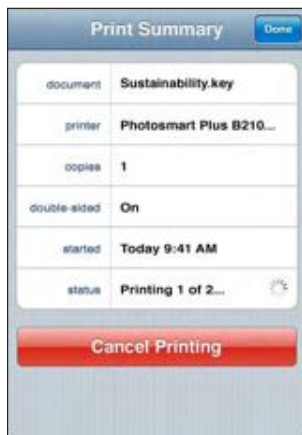 Print Summary
Done
document Sustainability.key
printer Photosmart Plus B210...
copies 1
double-sided On
started Today 9:41 AM
status Printing 1 of 2...
Cancel Printing